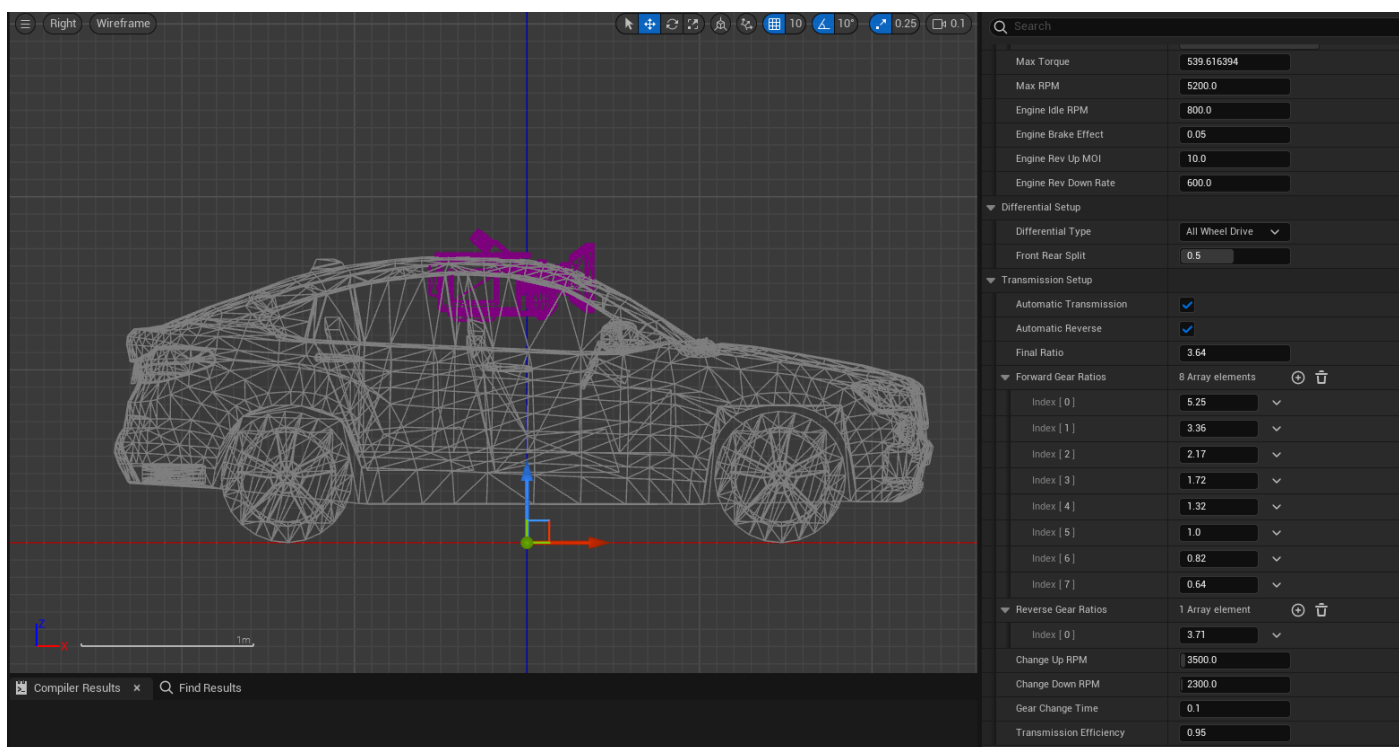 Right Wireframe 10 10° 0.25 0.1
Search
Max Torque 539.616394
Max RPM 5200.0
Engine Idle RPM 800.0
Engine Brake Effect 0.05
Engine Rev Up MOI 10.0
Engine Rev Down Rate 600.0
Differential Setup
Differential Type All Wheel Drive
Front Rear Split 0.5
Transmission Setup
Automatic Transmission
Automatic Reverse
Final Ratio 3.64
Forward Gear Ratios 8 Array elements
Index [ 0 ] 5.25
Index [ 1 ] 3.36
Index [ 2 ] 2.17
Index [ 3 ] 1.72
Index [ 4 ] 1.32
Index [ 5 ] 1.0
Index [ 6 ] 0.82
Index [ 7 ] 0.64
Reverse Gear Ratios 1 Array element
Index [ 0 ] 3.71
Change Up RPM 3500.0
Change Down RPM 2300.0
Gear Change Time 0.1
Transmission Efficiency 0.95
Z
X
1m
Compiler Results × Find Results